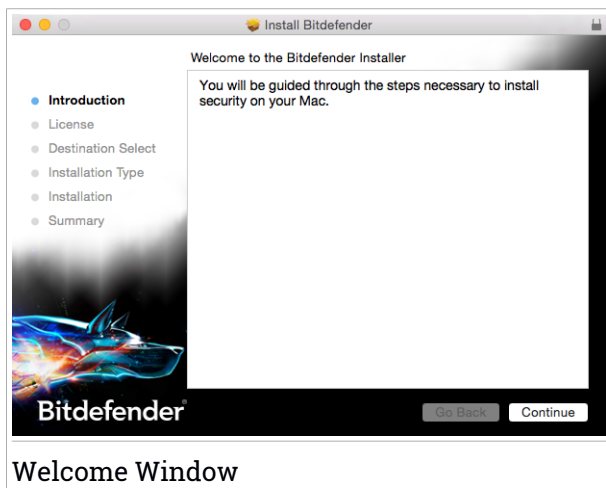 Install Bitdefender
Welcome to the Bitdefender Installer
Introduction
License
Destination Select
Installation Type
Installation
Summary
You will be guided through the steps necessary to install
security on your Mac.
Bitdefender®
Go Back
Continue
Welcome Window